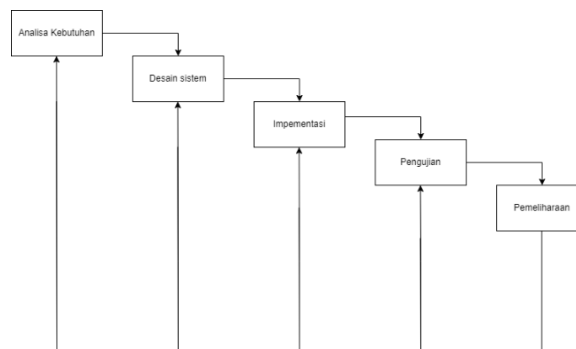 Analisa Kebutuhan
Desain sistem
Impementasi
Pengujian
Pemeliharaan